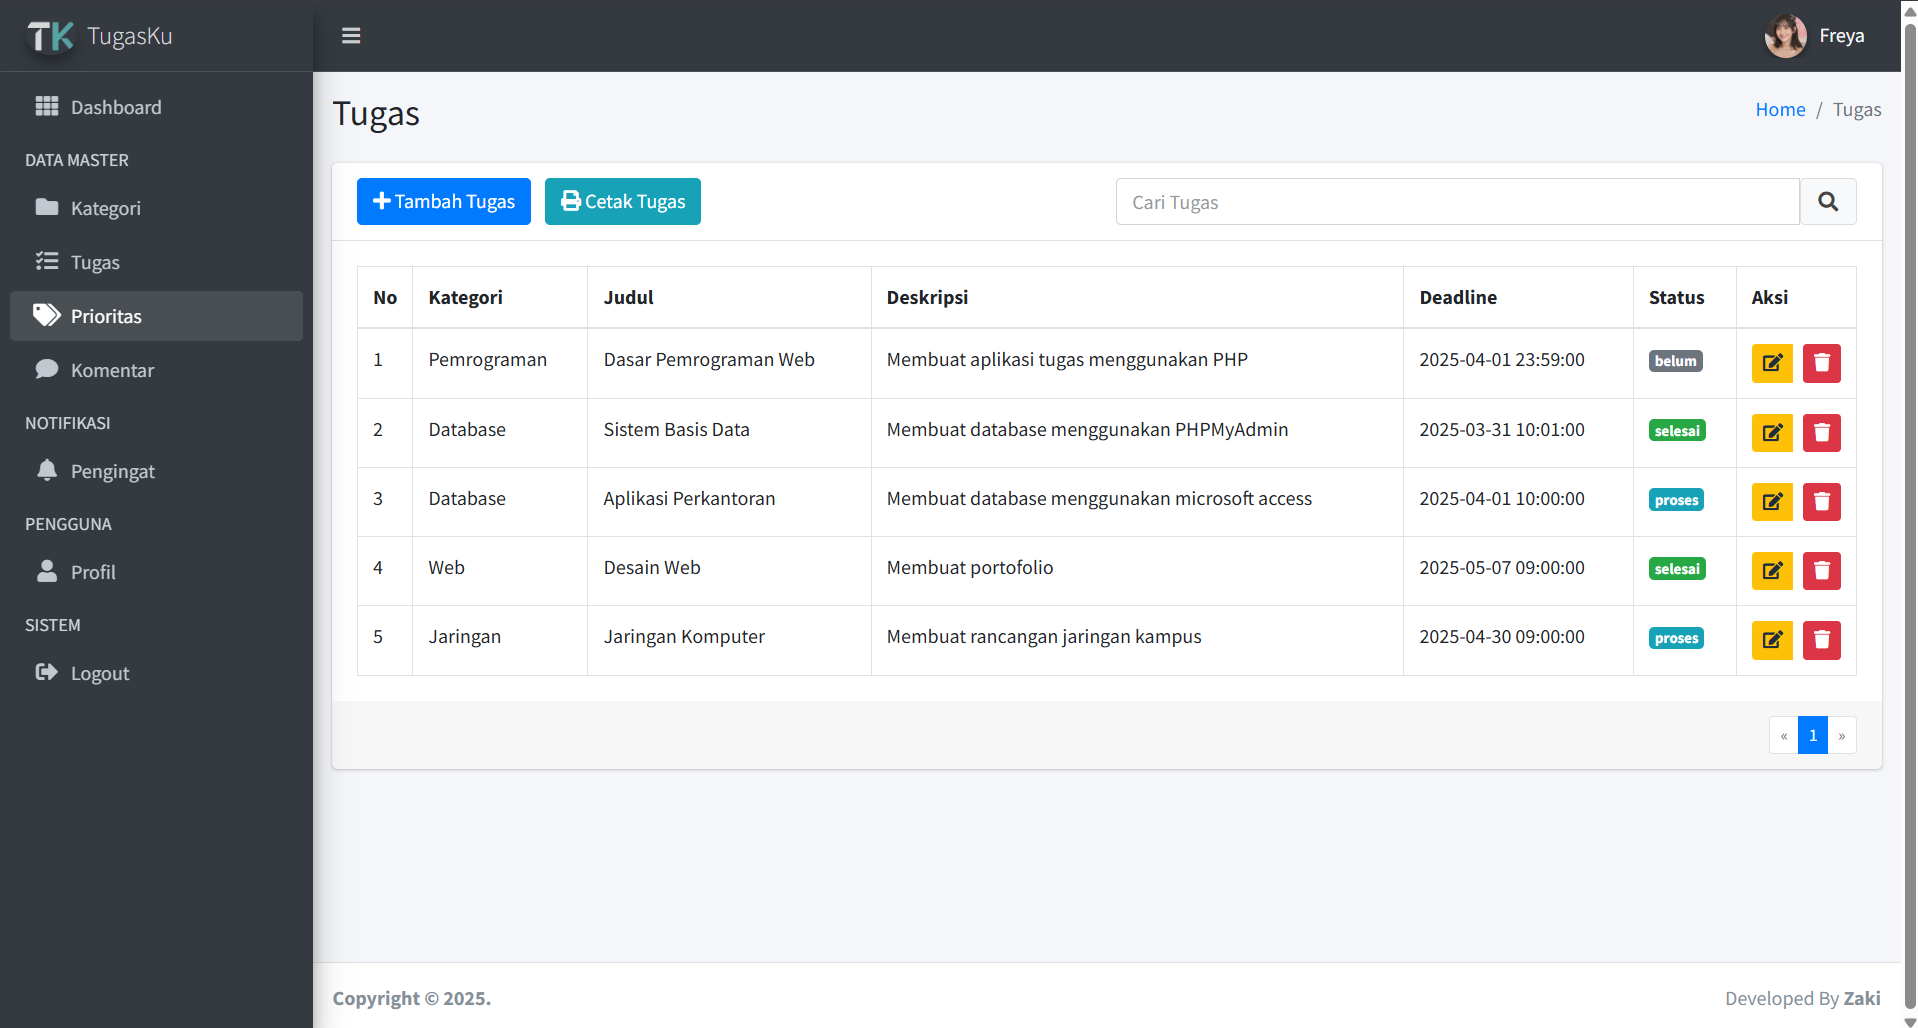 TK TugasKu
Freya
Dashboard
DATA MASTER
Kategori
Tugas
Prioritas
Komentar
NOTIFIKASI
Pengingat
PENGGUNA
Profil
SISTEM
Logout
Tugas
Home / Tugas
Tambah Tugas Cetak Tugas Cari Tugas
No Kategori Judul Deskripsi Deadline Status Aksi
1 Pemrograman Dasar Pemrograman Web Membuat aplikasi tugas menggunakan PHP 2025-04-01 23:59:00 belum
2 Database Sistem Basis Data Membuat database menggunakan PHPMyAdmin 2025-03-31 10:01:00 selesai
3 Database Aplikasi Perkantoran Membuat database menggunakan microsoft access 2025-04-01 10:00:00 proses
4 Web Desain Web Membuat portofolio 2025-05-07 09:00:00 selesai
5 Jaringan Jaringan Komputer Membuat rancangan jaringan kampus 2025-04-30 09:00:00 proses
« 1 »
Copyright © 2025.
Developed By Zaki